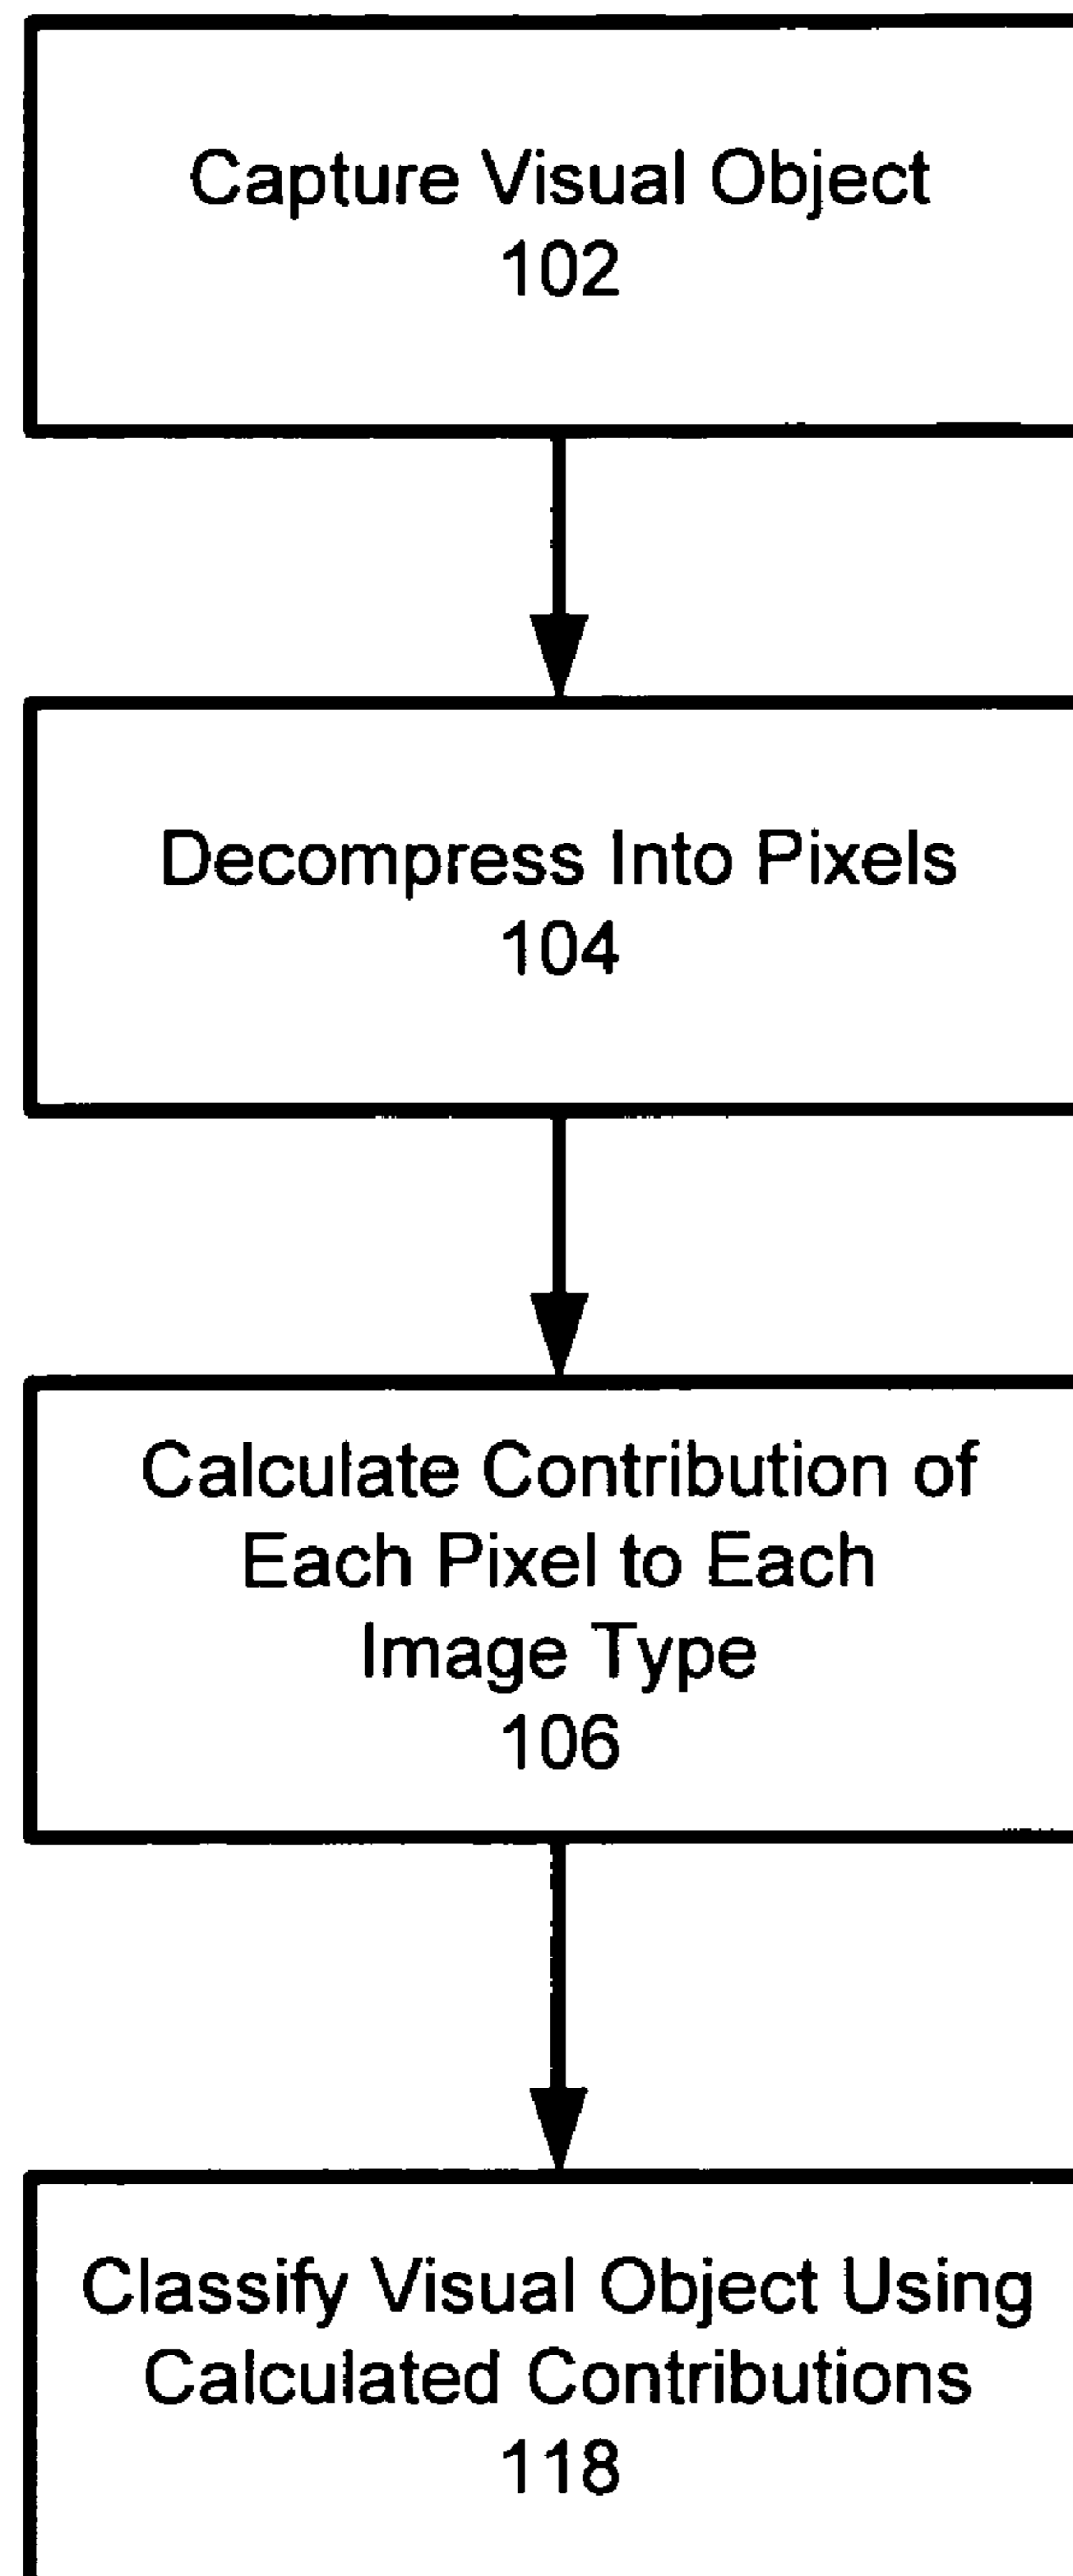 Capture Visual Object
102
Decompress Into Pixels
104
Calculate Contribution of
Each Pixel to Each
Image Type
106
Classify Visual Object Using
Calculated Contributions
118